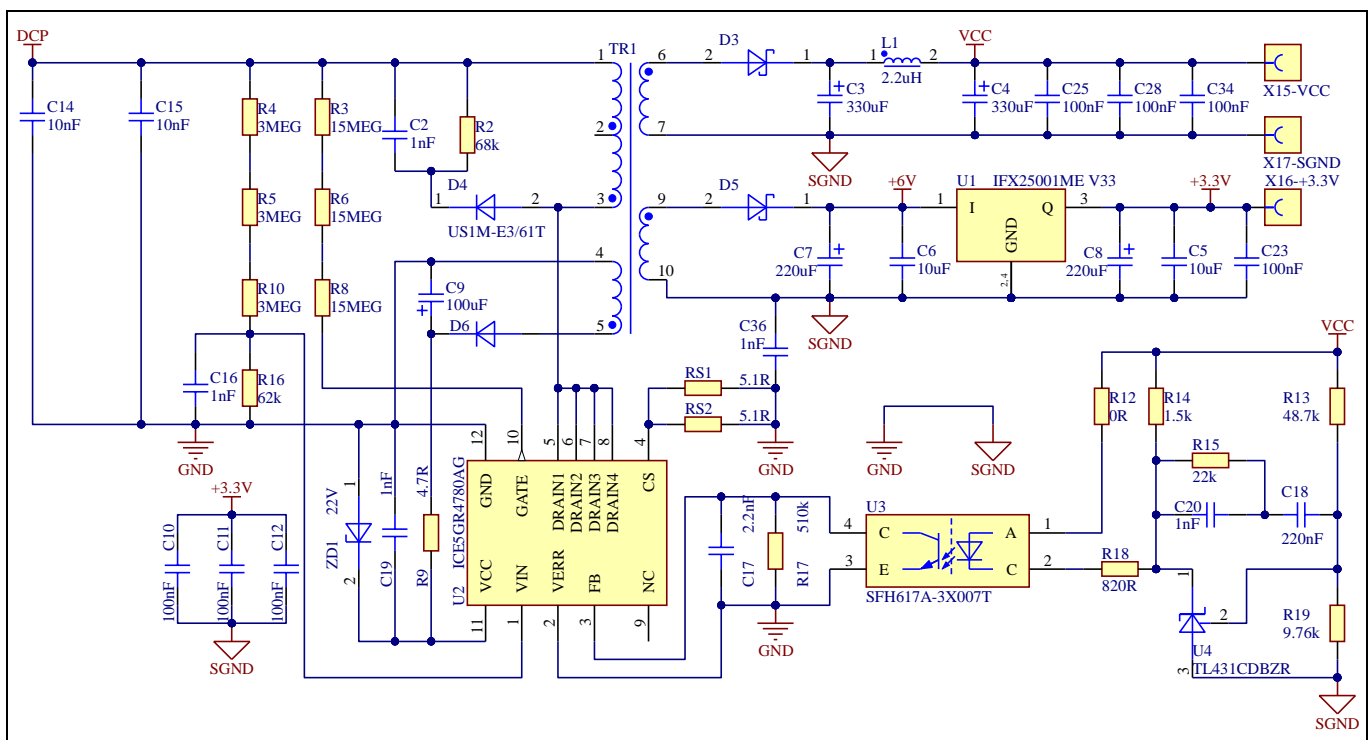 DCP
C14
10nF
C15
10nF
R4
3MEG
R3
15MEG
C2
1nF
R2
68k
R5
3MEG
R6
15MEG
D4
1
2
US1M-E3/61T
R10
3MEG
R8
15MEG
C9
100uF
D6
C16
1nF
R16
62k
GND
TR1
1
2
3
4
5
6
7
9
10
2
D3
1
1
L1
2
2.2uH
VCC
C3
330uF
C4
330uF
C25
100nF
C28
100nF
C34
100nF
X15-VCC
X17-SGND
X16-+3.3V
SGND
2
D5
1
+6V
1
U1
IFX25001ME V33
I
Q
GND
2, 4
3
+3.3V
C7
220uF
C6
10uF
C8
220uF
C5
10uF
C23
100nF
SGND
C36
1nF
RS1
5.1R
RS2
5.1R
GND
GND
SGND
+3.3V
C10
100nF
C11
100nF
C12
100nF
SGND
1
22V
ZD1
2
1nF
C19
4.7R
R9
12
10
5
6
7
8
4
GND
GATE
DRAIN1
DRAIN2
DRAIN3
DRAIN4
CS
U2
ICE5GR4780AG
VCC
VIN
VERR
FB
NC
11
1
2
3
9
2.2nF
C17
510k
R17
GND
U3
4
C
A
1
3
E
C
2
SFH617A-3X007T
VCC
R12
0R
R14
1.5k
R13
48.7k
R15
22k
C20
1nF
C18
220nF
R18
820R
1
2
3
U4
TL431CDBZR
R19
9.76k
SGND